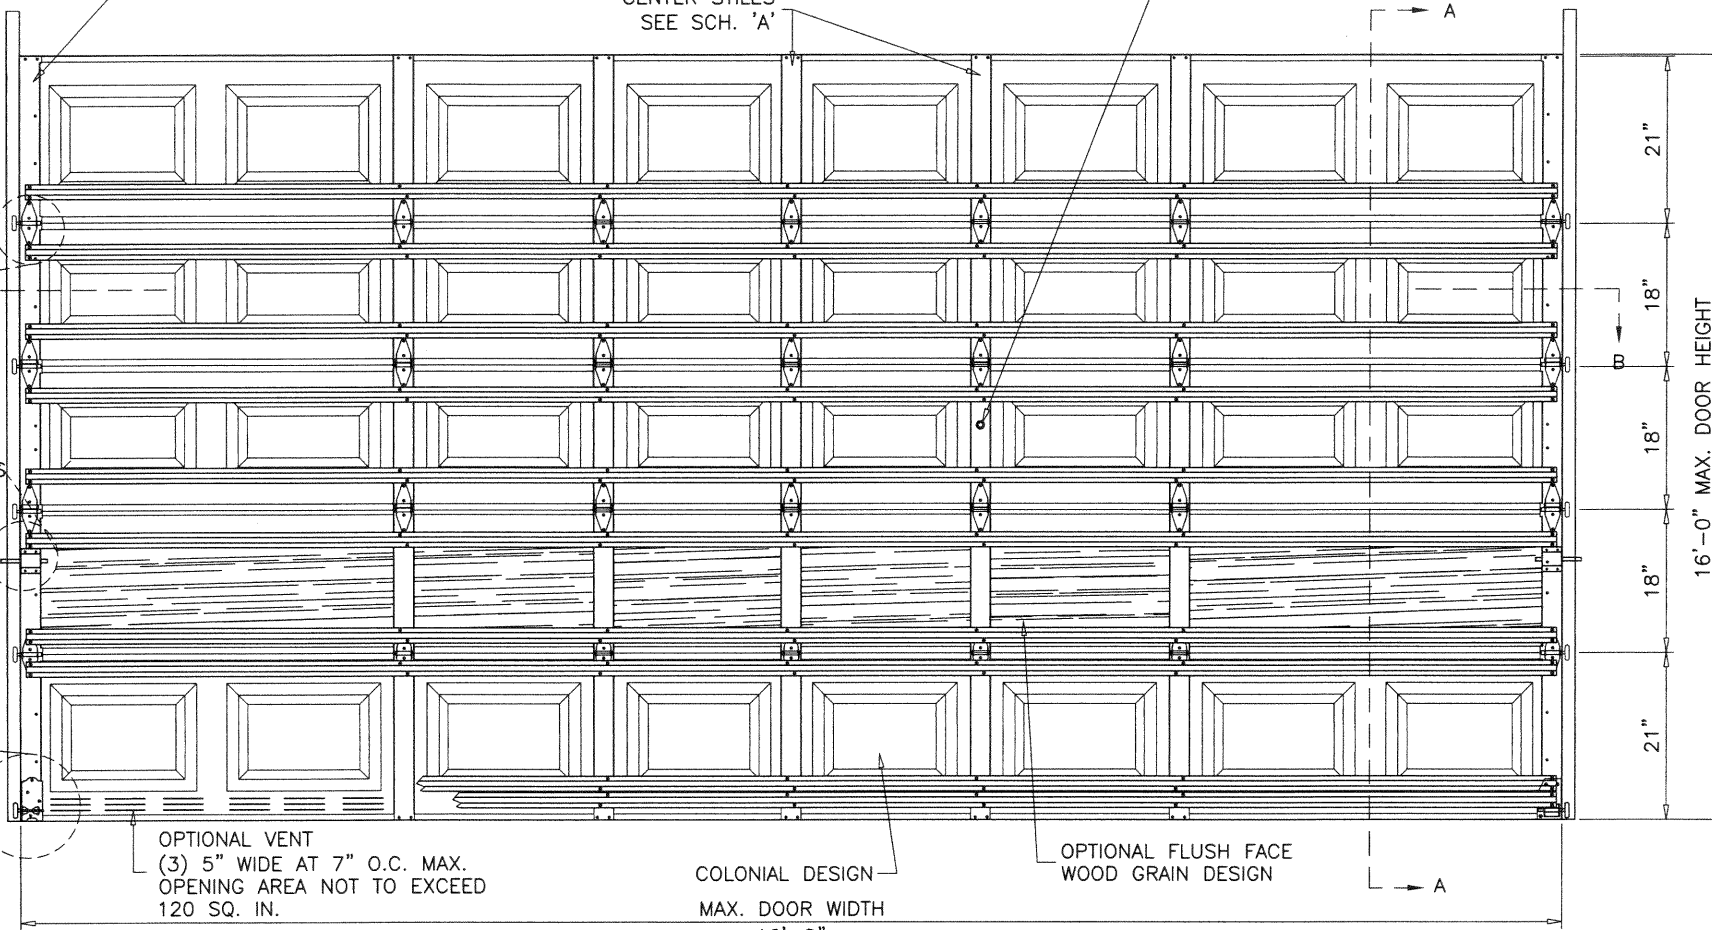 SEE SCH. 'A'
A
21"
18"
B
18"
18"
21"
16'-0" MAX. DOOR HEIGHT
OPTIONAL VENT
(3) 5" WIDE AT 7" O.C. MAX.
OPENING AREA NOT TO EXCEED
120 SQ. IN.
COLONIAL DESIGN
OPTIONAL FLUSH FACE
WOOD GRAIN DESIGN
A
MAX. DOOR WIDTH